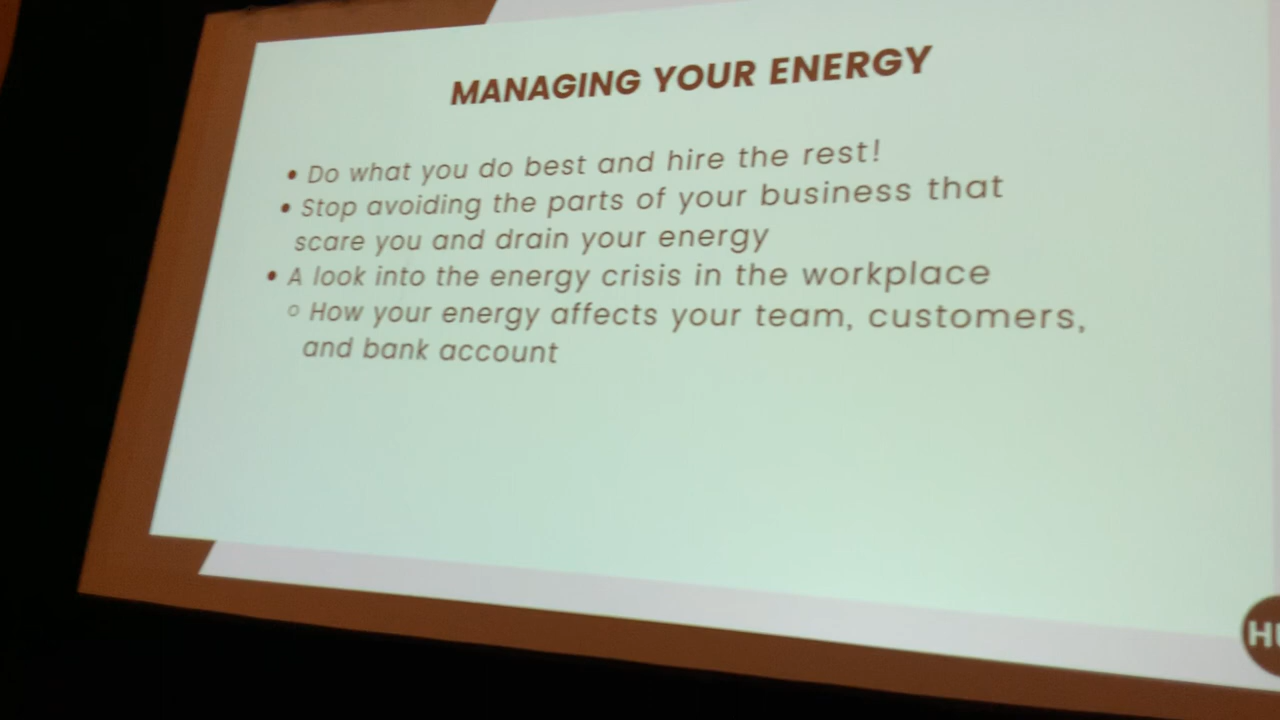 MANAGING YOUR ENERGY
• Do what you do best and hire the rest!
• Stop avoiding the parts of your business that
scare you and drain your energy
• A look into the energy crisis in the workplace
○ How your energy affects your team, customers,
and bank account